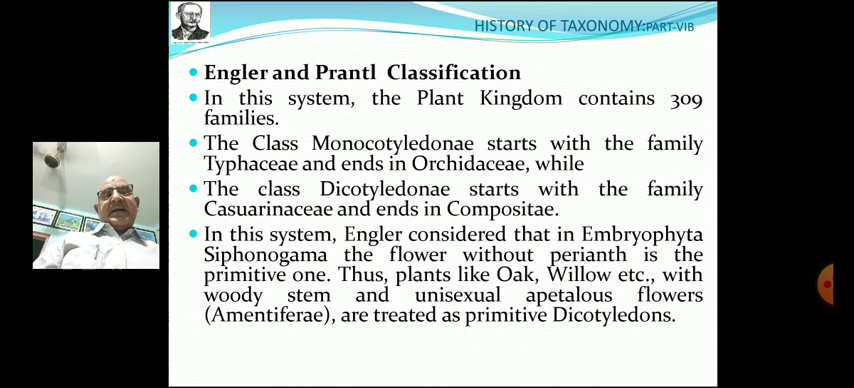 HISTORY OF TAXONOMY:PART-VIB
Engler and Prantl Classification
In this system, the Plant Kingdom contains 309
families.
The Class Monocotyledonae starts with the family
Typhaceae and ends in Orchidaceae, while
The class Dicotyledonae starts with the family
Casuarinaceae and ends in Compositae.
In this system, Engler considered that in Embryophyta
Siphonogama the flower without perianth is the
primitive one. Thus, plants like Oak, Willow etc., with
woody stem and unisexual apetalous flowers
(Amentiferae), are treated as primitive Dicotyledons.